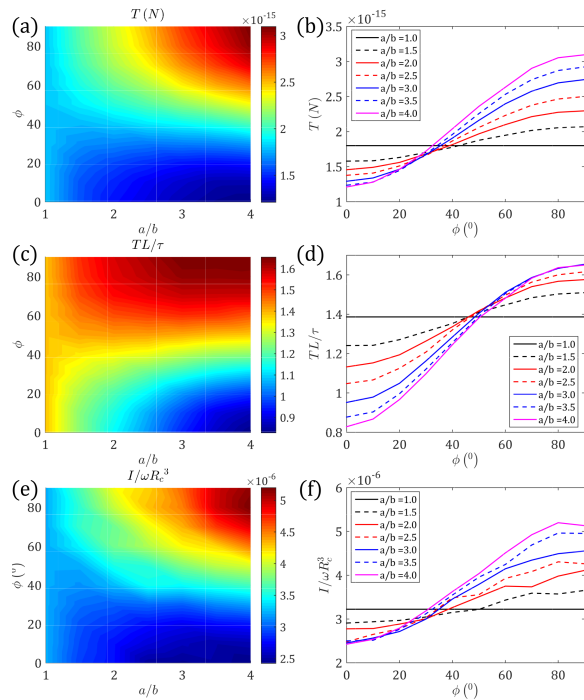 (a)
T (N)
×10⁻¹⁵
ϕ
80
60
40
20
0
1
2
3
4
a/b
3
2.5
2
1.5
(b)
×10⁻¹⁵
T (N)
3.5
3
2.5
2
1.5
1
a/b =1.0
a/b =1.5
a/b =2.0
a/b =2.5
a/b =3.0
a/b =3.5
a/b =4.0
0
20
40
60
80
ϕ (⁰)
(c)
TL/τ
ϕ
80
60
40
20
0
1
2
3
4
a/b
1.6
1.5
1.4
1.3
1.2
1.1
1
0.9
(d)
TL/τ
1.6
1.4
1.2
1
0.8
a/b =1.0
a/b =1.5
a/b =2.0
a/b =2.5
a/b =3.0
a/b =3.5
a/b =4.0
0
20
40
60
80
ϕ (⁰)
(e)
I/ωR_c³
×10⁻⁶
ϕ (⁰)
80
60
40
20
0
1
2
3
4
a/b
5
4.5
4
3.5
3
2.5
(f)
×10⁻⁶
I/ωR_c³
6
5
4
3
2
a/b =1.0
a/b =1.5
a/b =2.0
a/b =2.5
a/b =3.0
a/b =3.5
a/b =4.0
0
20
40
60
80
ϕ (⁰)